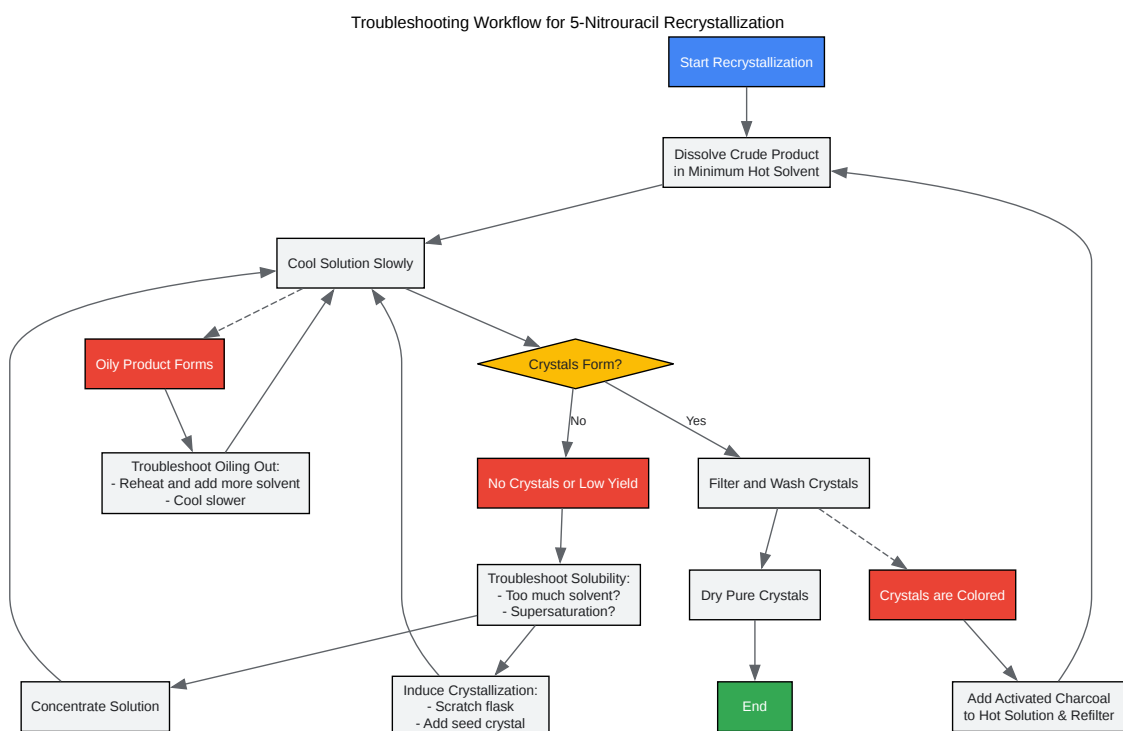 Troubleshooting Workflow for 5-Nitrouracil Recrystallization
Start Recrystallization
Dissolve Crude Product
in Minimum Hot Solvent
Cool Solution Slowly
Oily Product Forms
Crystals Form?
No
Yes
Troubleshoot Oiling Out:
- Reheat and add more solvent
- Cool slower
No Crystals or Low Yield
Filter and Wash Crystals
Troubleshoot Solubility:
- Too much solvent?
- Supersaturation?
Dry Pure Crystals
Crystals are Colored
Concentrate Solution
Induce Crystallization:
- Scratch flask
- Add seed crystal
End
Add Activated Charcoal
to Hot Solution & Refilter